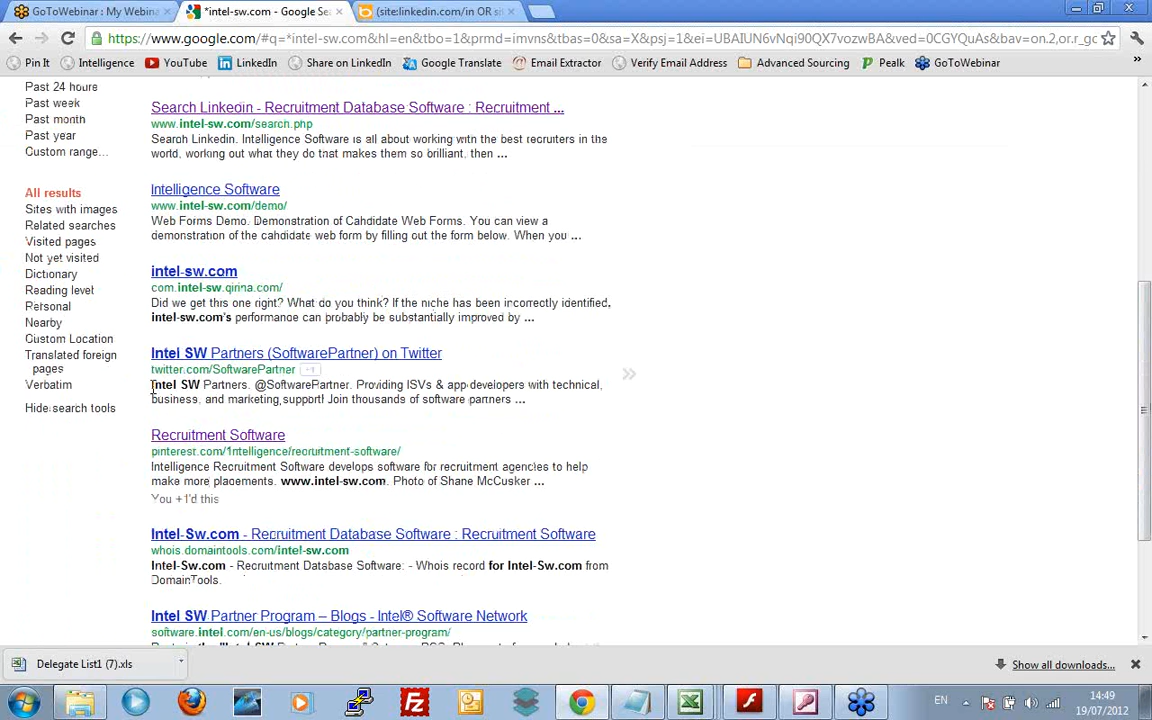 GoToWebinar : My Webina
*intel-sw.com - Google Sea
(site:linkedin.com/in OR sit
https://www.google.com/#q=*intel-sw.com&hl=en&tbo=1&prmd=imvns&tbas=0&sa=X&psj=1&ei=UBAIUN6vNqi90QX7vozwBA&ved=0CGYQuAs&bav=on.2,or.r_gc
Pin It
Intelligence
YouTube
LinkedIn
Share on LinkedIn
Google Translate
Email Extractor
Verify Email Address
Advanced Sourcing
Pealk
GoToWebinar
Past 24 hours
Past week
Past month
Past year
Custom range...
All results
Sites with images
Related searches
Visited pages
Not yet visited
Dictionary
Reading level
Personal
Nearby
Custom Location
Translated foreign
pages
Verbatim
Hide search tools
Search Linkedin - Recruitment Database Software : Recruitment ...
www.intel-sw.com/search.php
Search Linkedin. Intelligence Software is all about working with the best recruiters in the
world, working out what they do that makes them so brilliant, then ...
Intelligence Software
www.intel-sw.com/demo/
Web Forms Demo. Demonstration of Candidate Web Forms. You can view a
demonstration of the candidate web form by filling out the form below. When you ...
intel-sw.com
com.intel-sw.qirina.com/
Did we get this one right? What do you think? If the niche has been incorrectly identified,
intel-sw.com's performance can probably be substantially improved by ...
Intel SW Partners (SoftwarePartner) on Twitter
twitter.com/SoftwarePartner +1
Intel SW Partners. @SoftwarePartner. Providing ISVs & app developers with technical,
business, and marketing support! Join thousands of software partners ...
Recruitment Software
pinterest.com/1ntelligence/recruitment-software/
Intelligence Recruitment Software develops software for recruitment agencies to help
make more placements. www.intel-sw.com. Photo of Shane McCusker ...
You +1'd this
Intel-Sw.com - Recruitment Database Software : Recruitment Software
whois.domaintools.com/intel-sw.com
Intel-Sw.com - Recruitment Database Software: - Whois record for Intel-Sw.com from
DomainTools.
Intel SW Partner Program – Blogs - Intel® Software Network
software.intel.com/en-us/blogs/category/partner-program/
Delegate List1 (7).xls
Show all downloads...
EN
14:49
19/07/2012